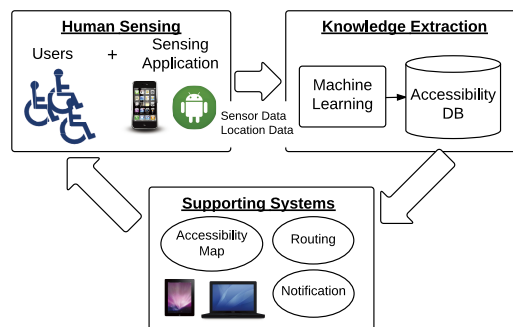 Human Sensing
Users + Sensing
Application
Sensor Data
Location Data
Knowledge Extraction
Machine
Learning
Accessibility
DB
Supporting Systems
Accessibility
Map
Routing
Notification